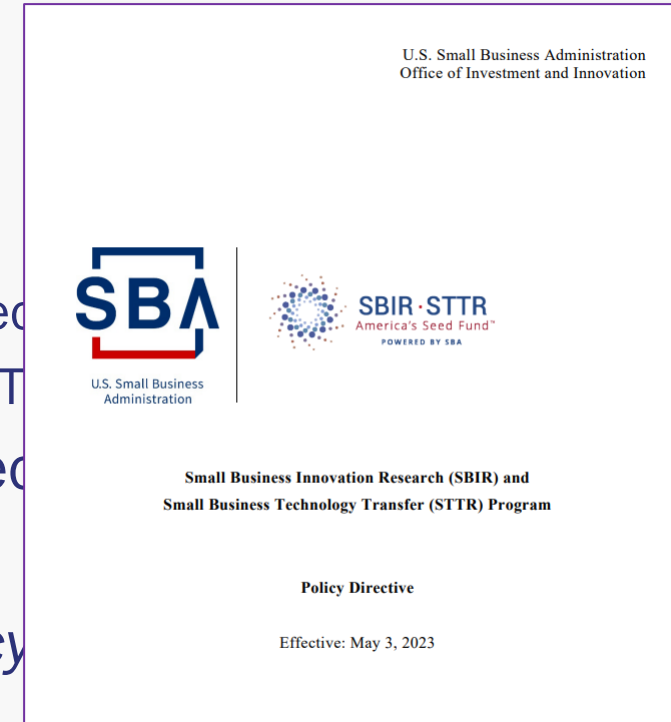 U.S. Small Business Administration
Office of Investment and Innovation
SBA
U.S. Small Business
Administration
SBIR·STTR
America's Seed Fund™
POWERED BY SBA
Small Business Innovation Research (SBIR) and
Small Business Technology Transfer (STTR) Program
Policy Directive
Effective: May 3, 2023